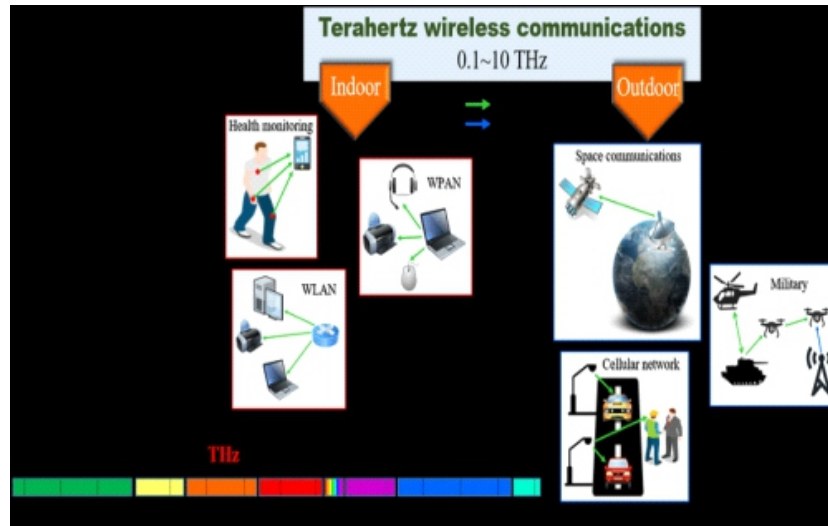 Terahertz wireless communications
0.1~10 THz
Indoor
Outdoor
Health monitoring
WPAN
Space communications
WLAN
Military
Cellular network
THz